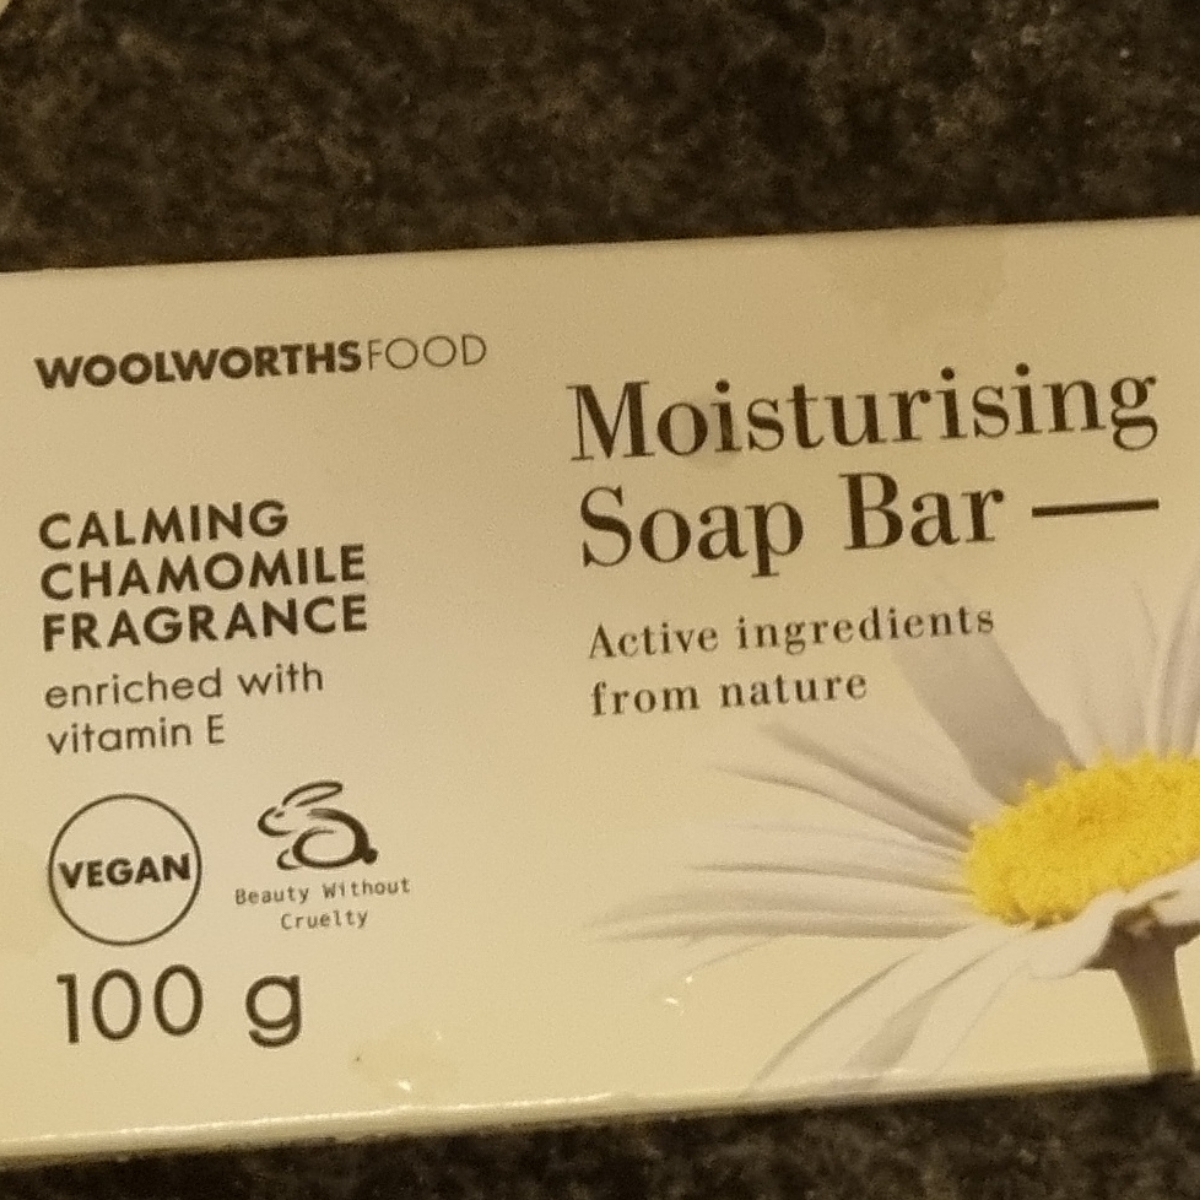 WOOLWORTHSFOOD
Moisturising
Soap Bar —
CALMING
CHAMOMILE
FRAGRANCE
enriched with
vitamin E
Active ingredients
from nature
VEGAN
Beauty Without
Cruelty
100 g